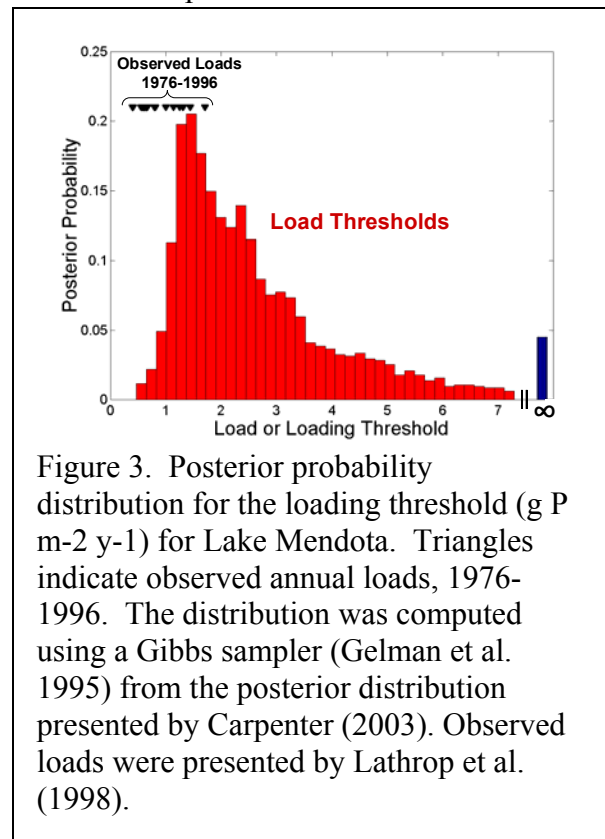 0.25
Observed Loads
1976-1996
0.2
0.15
Load Thresholds
0.1
0.05
0
0 1 2 3 4 5 6 7 ∞
Posterior Probability
Load or Loading Threshold
Figure 3. Posterior probability
distribution for the loading threshold (g P
m-2 y-1) for Lake Mendota. Triangles
indicate observed annual loads, 1976-
1996. The distribution was computed
using a Gibbs sampler (Gelman et al.
1995) from the posterior distribution
presented by Carpenter (2003). Observed
loads were presented by Lathrop et al.
(1998).